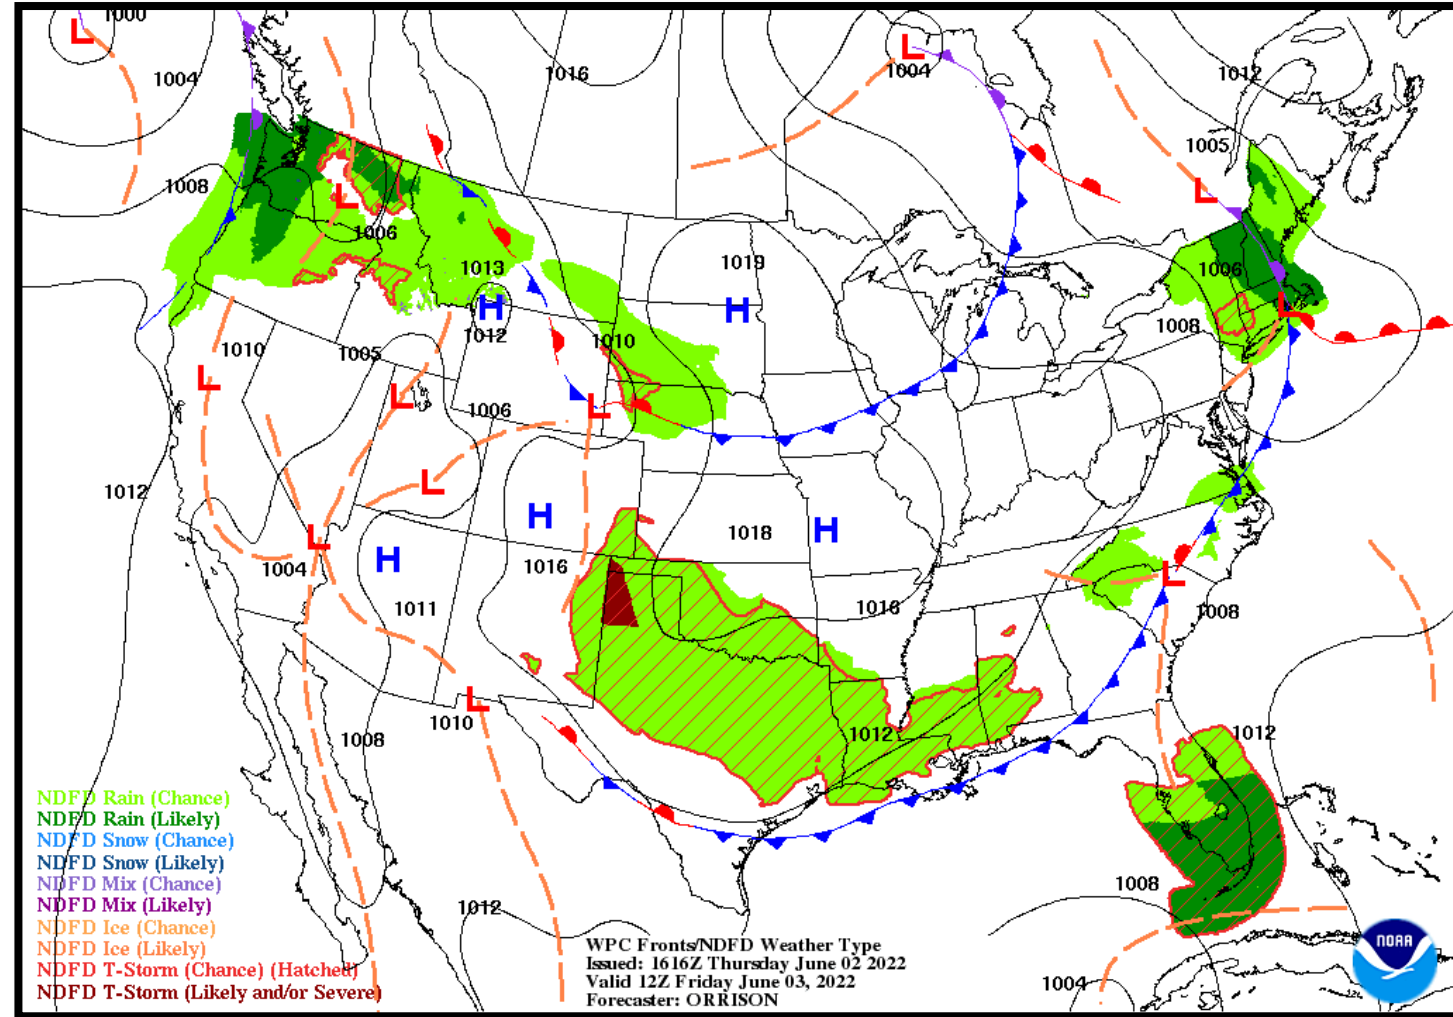 1000
L
1004
1016
L
1004
1012
1005
1008
L
L
1006
1013
1019
1006
H
1012
H
1010
1008
L
1010
1005
L
L
1006
L
L
1012
H
1018
H
L
1004
H
1016
1011
1016
L
1008
L
1010
1008
1012
1012
NDFD Rain (Chance)
NDFD Rain (Likely)
NDFD Snow (Chance)
NDFD Snow (Likely)
NDFD Mix (Chance)
NDFD Mix (Likely)
NDFD Ice (Chance)
NDFD Ice (Likely)
NDFD T-Storm (Chance) (Hatched)
NDFD T-Storm (Likely and/or Severe)
1008
1012
1004
WPC Fronts/NDFD Weather Type
Issued: 1616Z Thursday June 02 2022
Valid 12Z Friday June 03, 2022
Forecaster: ORRISON
NOAA